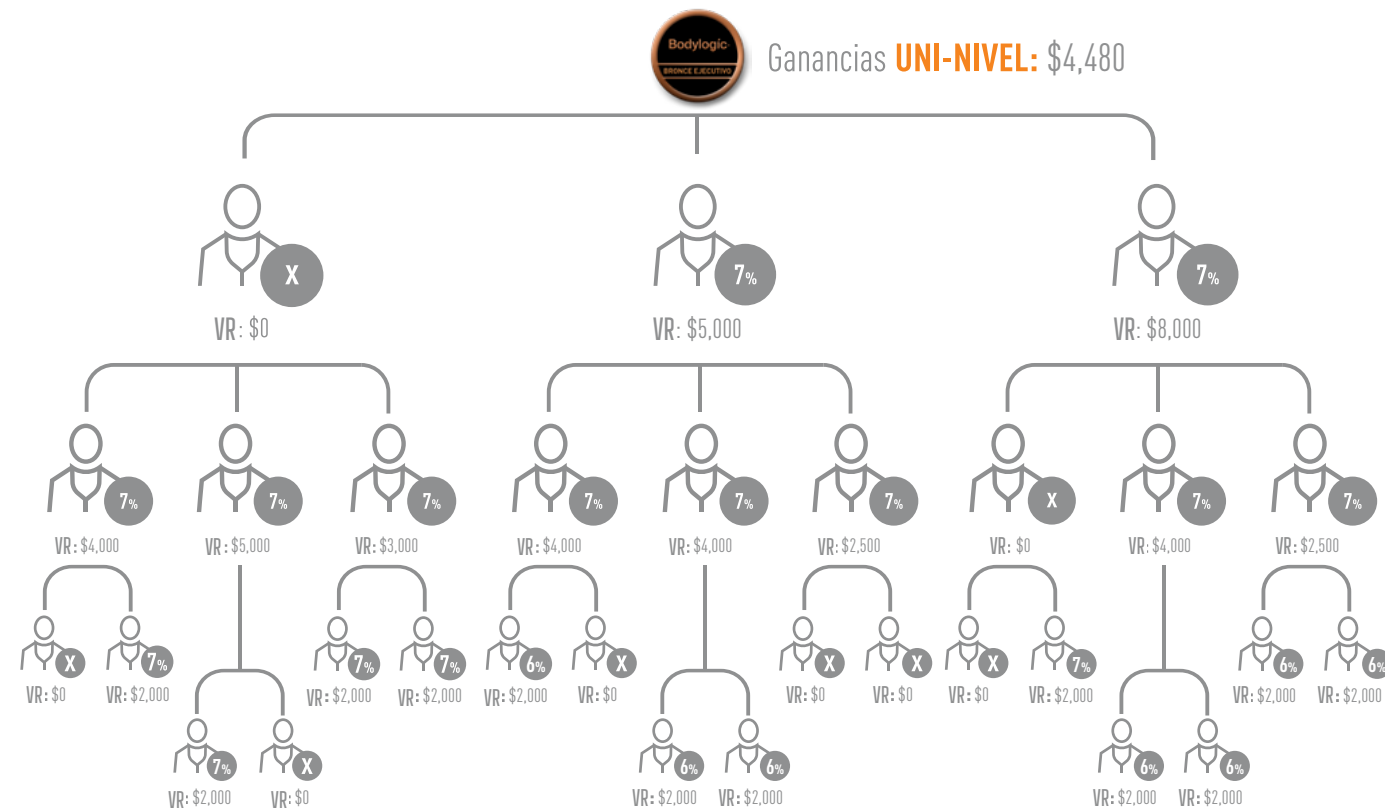 Bodylogic
BRONCE EJECUTIVO
Ganancias UNI-NIVEL: $4,480
X
7%
7%
VR: $0
VR: $5,000
VR: $8,000
7%
7%
7%
7%
7%
7%
X
7%
7%
VR: $4,000
VR: $5,000
VR: $3,000
VR: $4,000
VR: $4,000
VR: $2,500
VR: $0
VR: $4,000
VR: $2,500
X
7%
7%
7%
6%
X
X
X
X
7%
6%
6%
VR: $0
VR: $2,000
VR: $2,000
VR: $2,000
VR: $2,000
VR: $0
VR: $0
VR: $0
VR: $0
VR: $2,000
VR: $2,000
VR: $2,000
7%
X
6%
6%
6%
6%
VR: $2,000
VR: $0
VR: $2,000
VR: $2,000
VR: $2,000
VR: $2,000